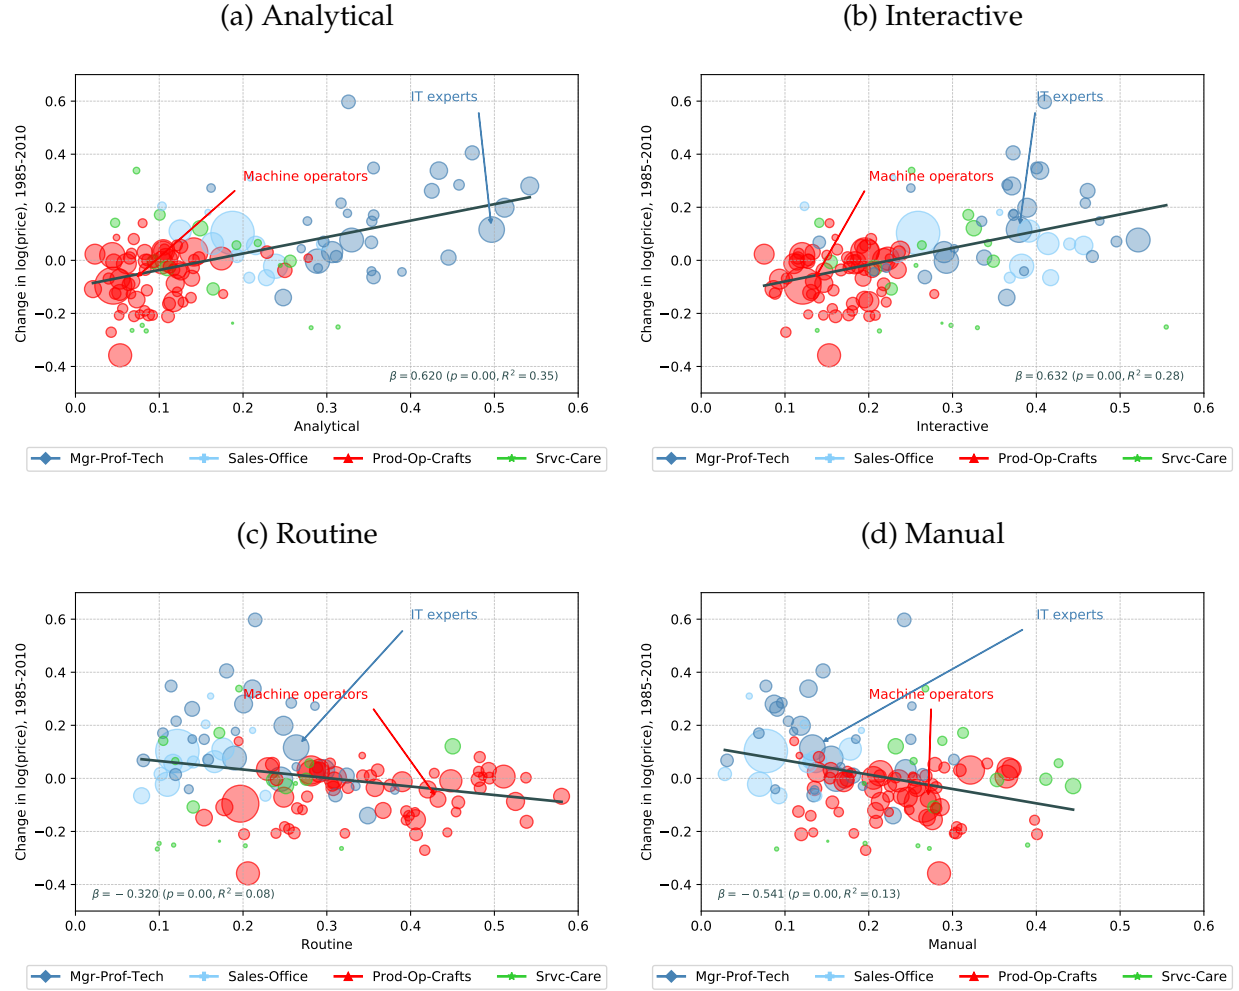 (a) Analytical
IT experts
Machine operators
Change in log(price), 1985-2010
0.6
0.4
0.2
0.0
−0.2
−0.4
β = 0.620 (p = 0.00, R² = 0.35)
0.0 0.1 0.2 0.3 0.4 0.5 0.6
Analytical
Mgr-Prof-Tech Sales-Office Prod-Op-Crafts Srvc-Care
(b) Interactive
IT experts
Machine operators
Change in log(price), 1985-2010
0.6
0.4
0.2
0.0
−0.2
−0.4
β = 0.632 (p = 0.00, R² = 0.28)
0.0 0.1 0.2 0.3 0.4 0.5 0.6
Interactive
Mgr-Prof-Tech Sales-Office Prod-Op-Crafts Srvc-Care
(c) Routine
IT experts
Machine operators
Change in log(price), 1985-2010
0.6
0.4
0.2
0.0
−0.2
−0.4
β = − 0.320 (p = 0.00, R² = 0.08)
0.0 0.1 0.2 0.3 0.4 0.5 0.6
Routine
Mgr-Prof-Tech Sales-Office Prod-Op-Crafts Srvc-Care
(d) Manual
IT experts
Machine operators
Change in log(price), 1985-2010
0.6
0.4
0.2
0.0
−0.2
−0.4
β = − 0.541 (p = 0.00, R² = 0.13)
0.0 0.1 0.2 0.3 0.4 0.5 0.6
Manual
Mgr-Prof-Tech Sales-Office Prod-Op-Crafts Srvc-Care